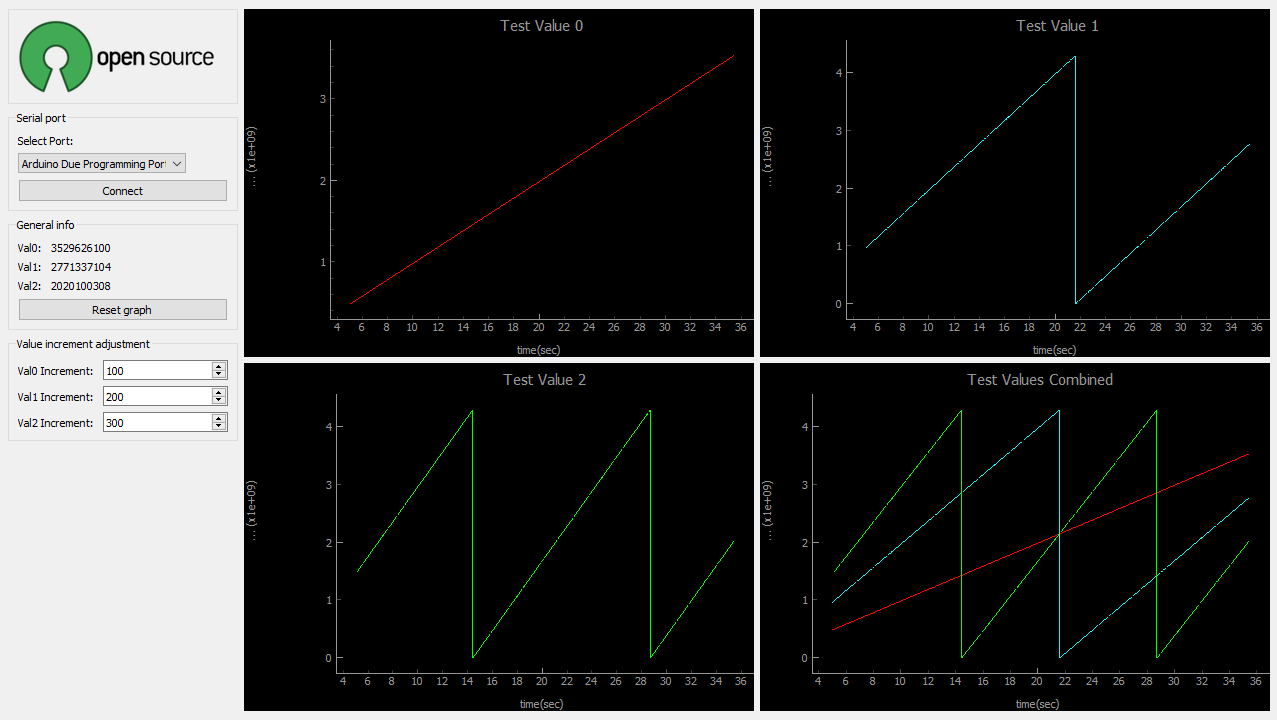 open source
Serial port
Select Port:
Arduino Due Programming Por
Connect
General info
Val0: 3529626100
Val1: 2771337104
Val2: 2020100308
Reset graph
Value increment adjustment
Val0 Increment: 100
Val1 Increment: 200
Val2 Increment: 300
Test Value 0
... (x1e+09)
3
2
1
4 6 8 10 12 14 16 18 20 22 24 26 28 30 32 34 36
time(sec)
Test Value 1
... (x1e+09)
4
3
2
1
0
4 6 8 10 12 14 16 18 20 22 24 26 28 30 32 34 36
time(sec)
Test Value 2
... (x1e+09)
4
3
2
1
0
4 6 8 10 12 14 16 18 20 22 24 26 28 30 32 34 36
time(sec)
Test Values Combined
... (x1e+09)
4
3
2
1
0
4 6 8 10 12 14 16 18 20 22 24 26 28 30 32 34 36
time(sec)